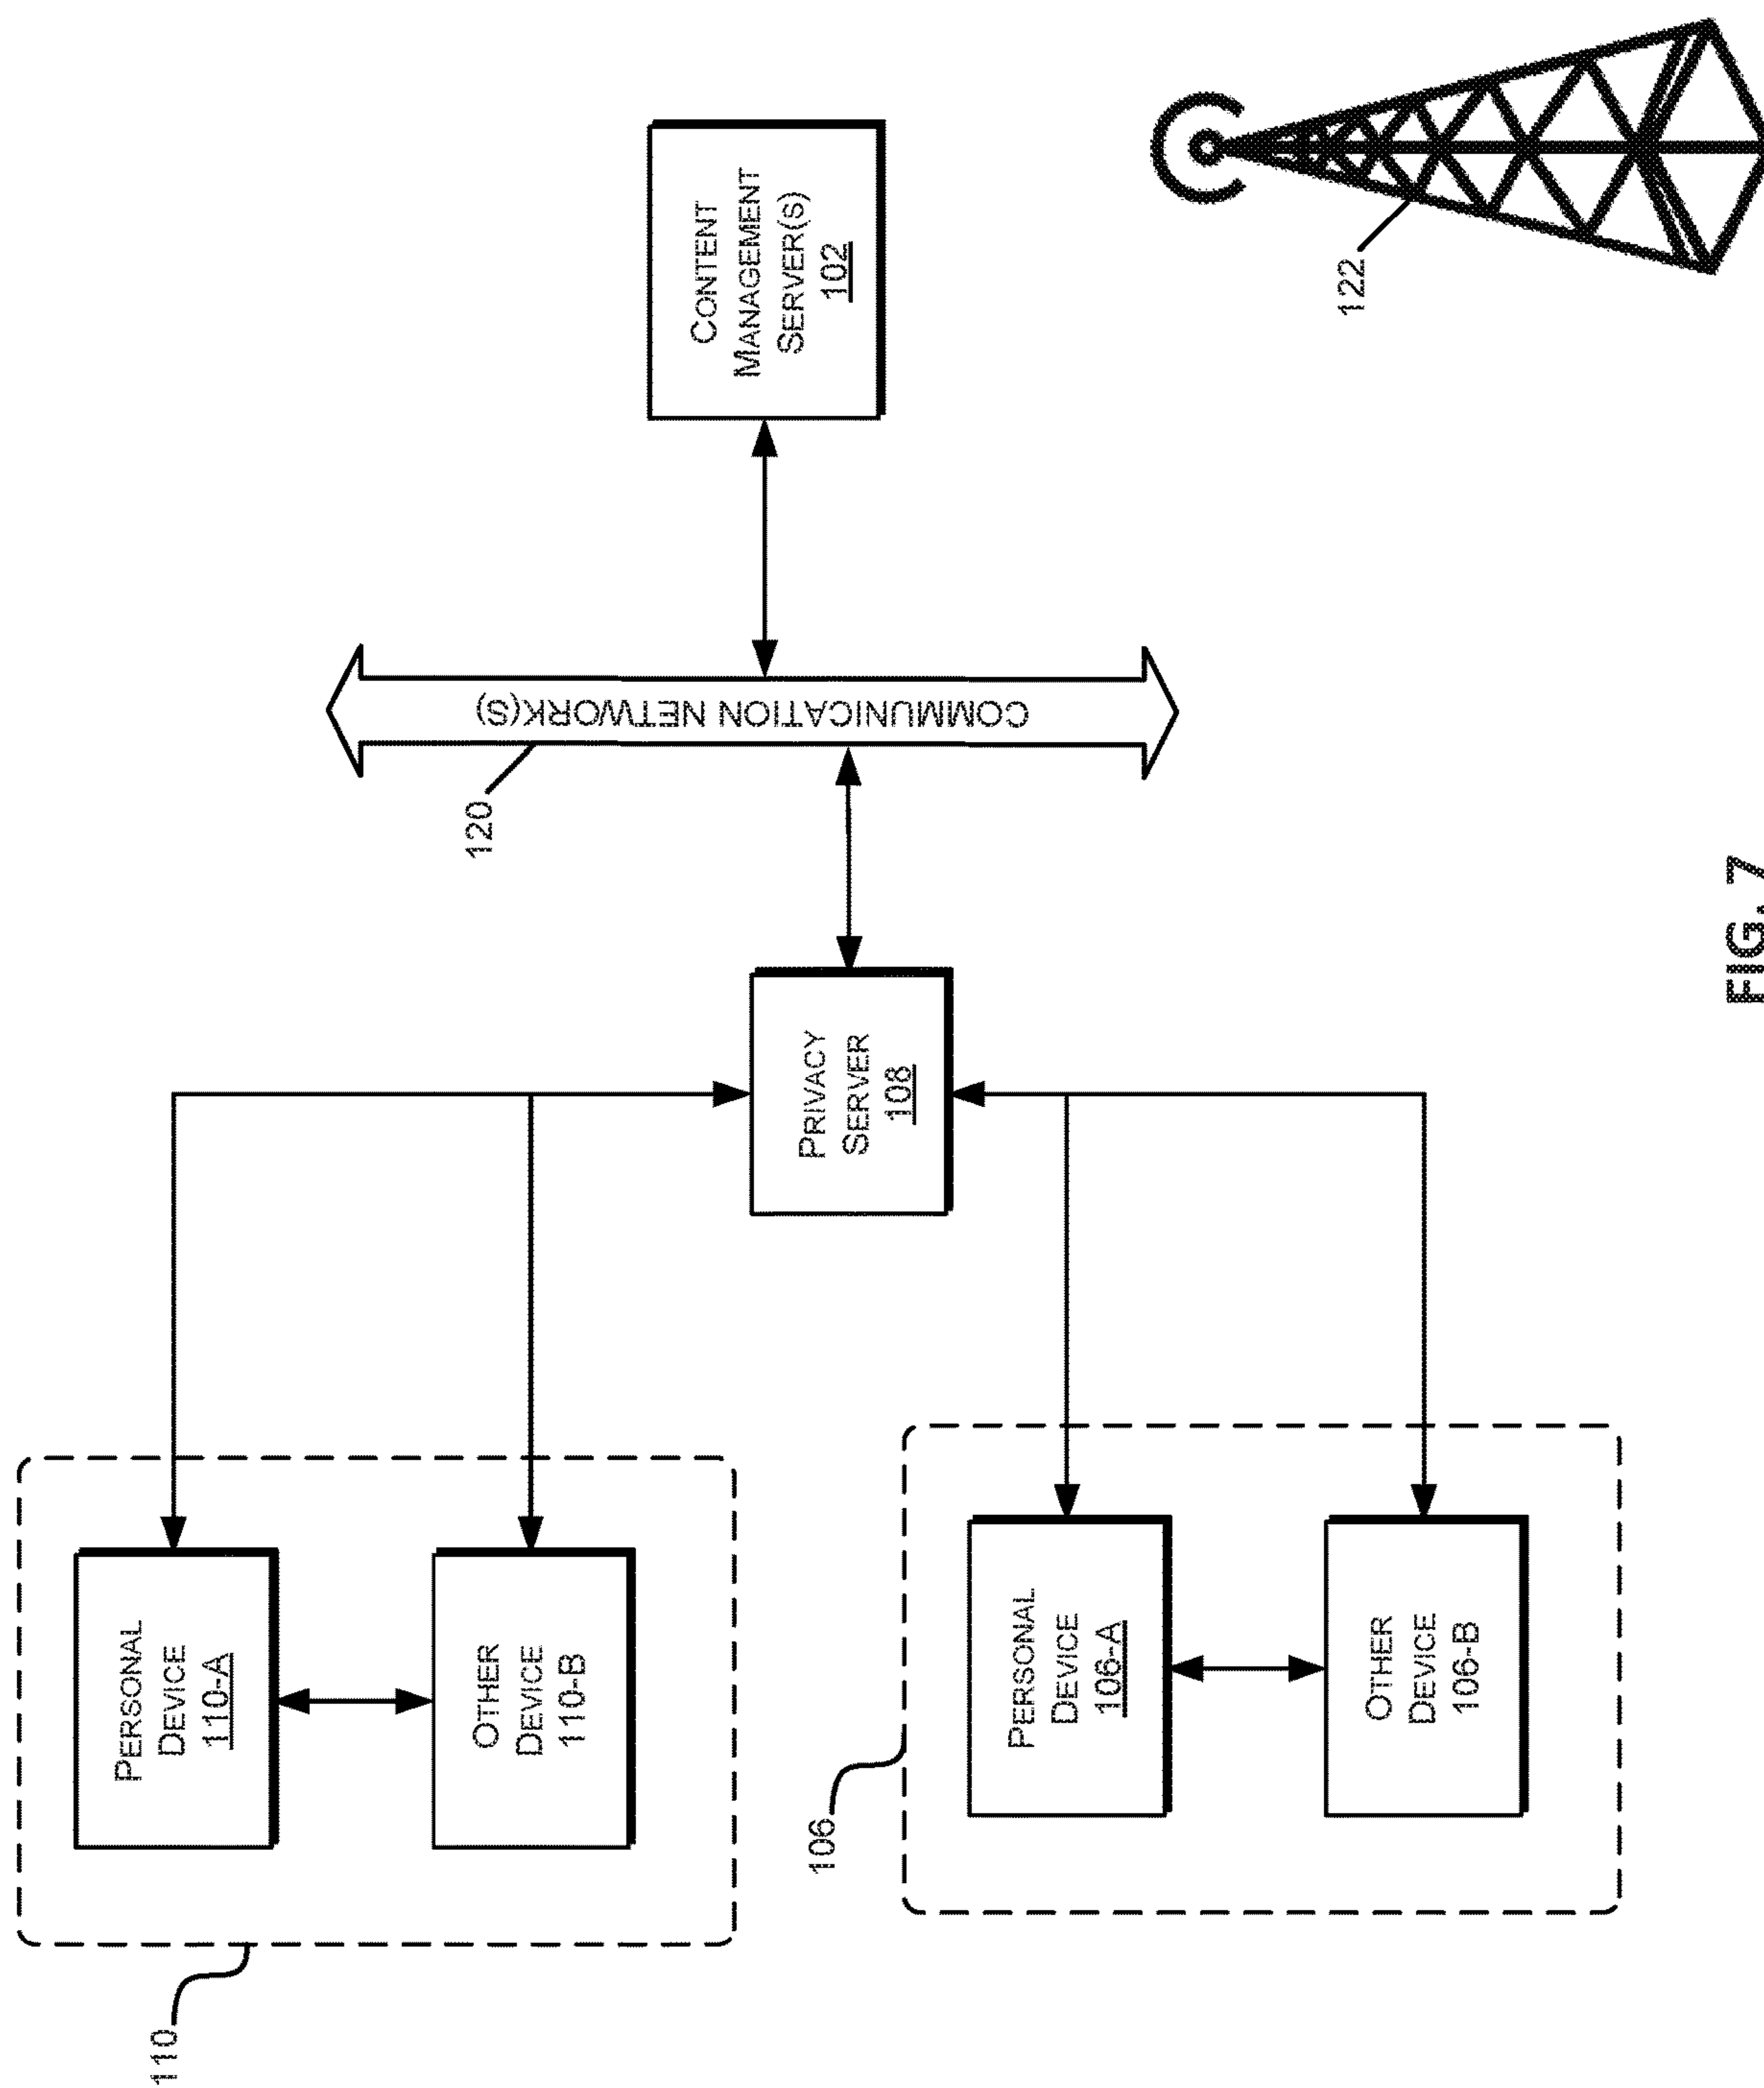 110
PERSONAL
DEVICE
110-A
OTHER
DEVICE
110-B
106
PERSONAL
DEVICE
106-A
OTHER
DEVICE
106-B
PRIVACY
SERVER
108
120
COMMUNICATION NETWORK(S)
CONTENT
MANAGEMENT
SERVER(S)
102
122
FIG. 7